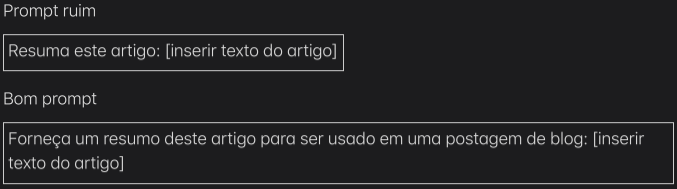 Prompt ruim
Resuma este artigo: [inserir texto do artigo]
Bom prompt
Forneça um resumo deste artigo para ser usado em uma postagem de blog: [inserir
texto do artigo]